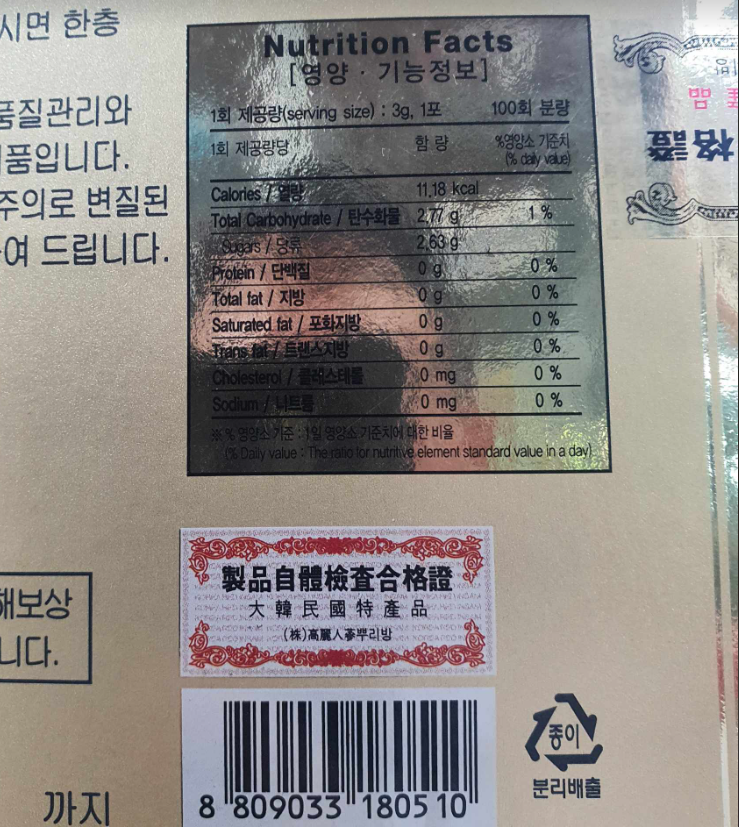 시면 한층
품질관리와
품입니다.
주의로 변질된
여 드립니다.
해보상
니다.
까지
Nutrition Facts
[영양 · 기능정보]
1회 제공량(serving size) : 3g, 1포 100회 분량
1회 제공량당 함 량 %영양소 기준치
(% daily value)
Calories / 열량 11.18 kcal
Total Carbohydrate / 탄수화물 2.77 g 1 %
Sugars / 당류 2.63 g
Protein / 단백질 0 g 0 %
Total fat / 지방 0 g 0 %
Saturated fat / 포화지방 0 g 0 %
Trans fat / 트랜스지방 0 g 0 %
Cholesterol / 콜레스테롤 0 mg 0 %
Sodium / 나트륨 0 mg 0 %
※ % 영양소 기준 : 1일 영양소 기준치에 대한 비율
(% Daily value : The ratio for nutritive element standard value in a day)
製品自體檢査合格證
大韓民國特産品
(株)高麗人蔘뿌리방
8 809033 180510
종이
분리배출
格證